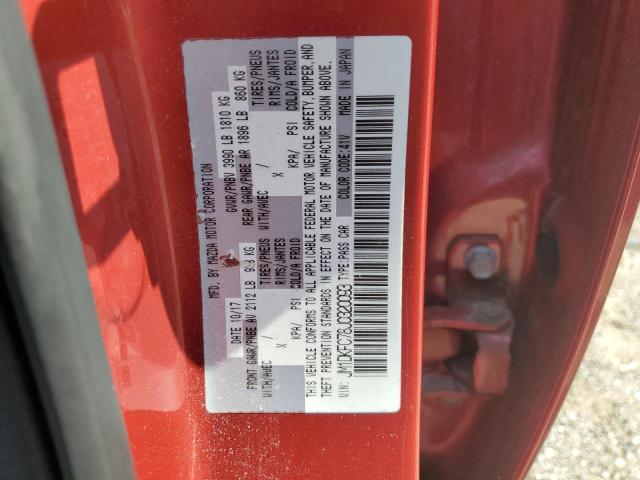 MFD. BY MAZDA MOTOR CORPORATION
DATE 10/17 GVWR/PNBV 3990 LB 1810 KG
FRONT GAWR/PNBE AV 2112 LB KG REAR GAWR/PNBE AR 1896 LB 860 KG
TIRES/PNEUS TIRES/PNEUS
WITH/AVEC / RIMS/JANTES WITH/AVEC / RIMS/JANTES
X X
KPA/ PSI COLD/A FROID KPA/ PSI COLD/A FROID
THIS VEHICLE CONFORMS TO ALL APPLICABLE FEDERAL MOTOR VEHICLE SAFETY, BUMPER, AND
THEFT PREVENTION STANDARDS IN EFFECT ON THE DATE OF MANUFACTURE SHOWN ABOVE.
VIN: JM1DKFC78J0320093 TYPE:PASS CAR COLOR CODE:41V MADE IN JAPAN